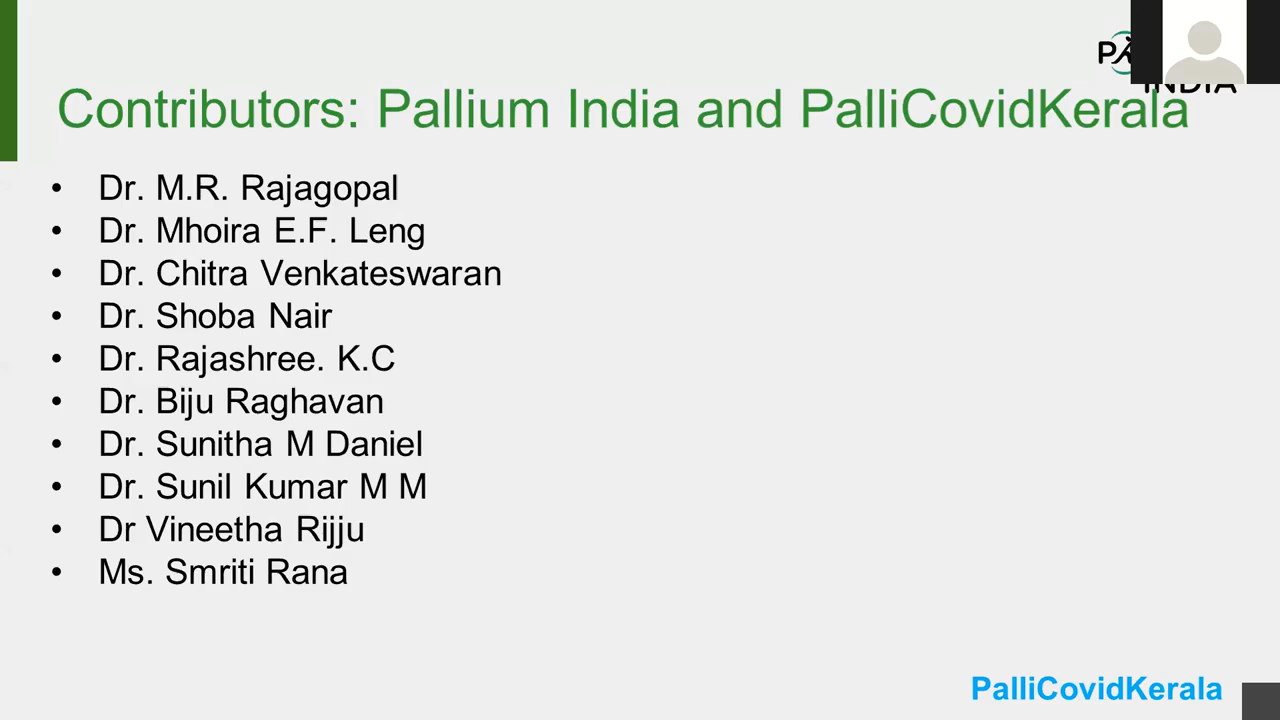 INDIA
Contributors: Pallium India and PalliCovidKerala
• Dr. M.R. Rajagopal
• Dr. Mhoira E.F. Leng
• Dr. Chitra Venkateswaran
• Dr. Shoba Nair
• Dr. Rajashree. K.C
• Dr. Biju Raghavan
• Dr. Sunitha M Daniel
• Dr. Sunil Kumar M M
• Dr Vineetha Rijju
• Ms. Smriti Rana
PalliCovidKerala